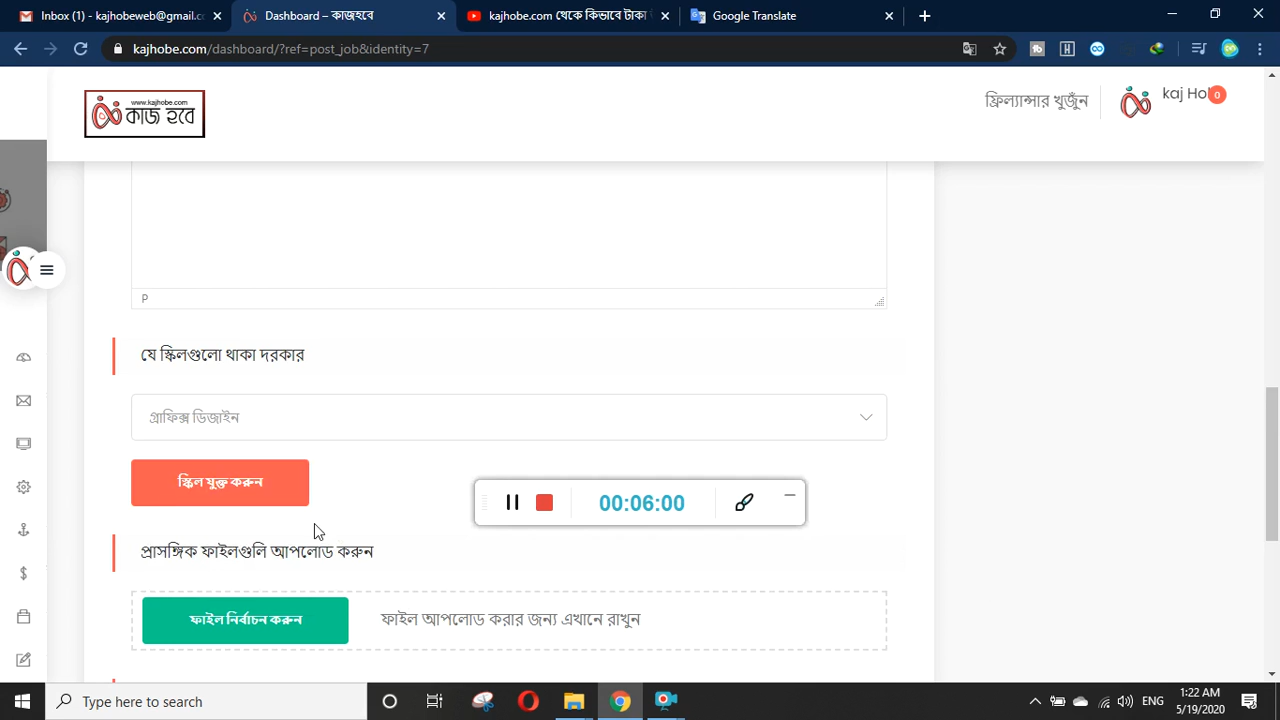 Inbox (1) - kajhobeweb@gmail.co
Dashboard – কাজহবে
kajhobe.com থেকে কিভাবে টাকা
Google Translate
kajhobe.com/dashboard/?ref=post_job&identity=7
www.kajhobe.com
কাজ হবে
ফ্রিল্যান্সার খুজুঁন
kaj Ho
0
P
যে স্কিলগুলো থাকা দরকার
গ্রাফিক্স ডিজাইন
স্কিল যুক্ত করুন
00:06:00
প্রাসঙ্গিক ফাইলগুলি আপলোড করুন
ফাইল নির্বাচন করুন
ফাইল আপলোড করার জন্য এখানে রাখুন
Type here to search
ENG
1:22 AM
5/19/2020